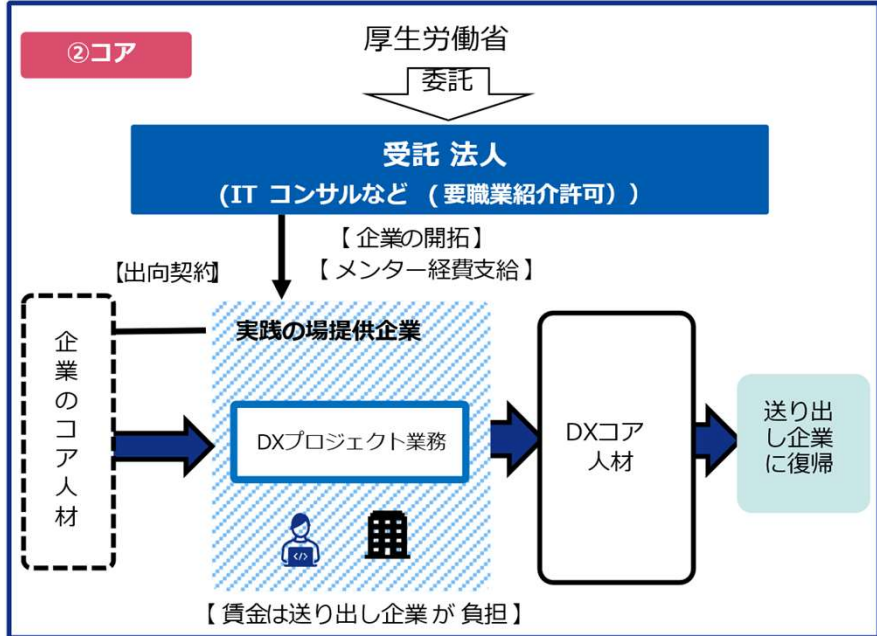 ②コア
厚生労働省
委託
受託 法人
(IT コンサルなど (要職業紹介許可））
【 企業の開拓】
【 メンター経費支給 】
【出向契約】
企業のコア人材
実践の場提供企業
DXプロジェクト業務
</>
DXコア
人材
送り出
し企業
に復帰
【 賃金は送り出し企業 が 負担 】